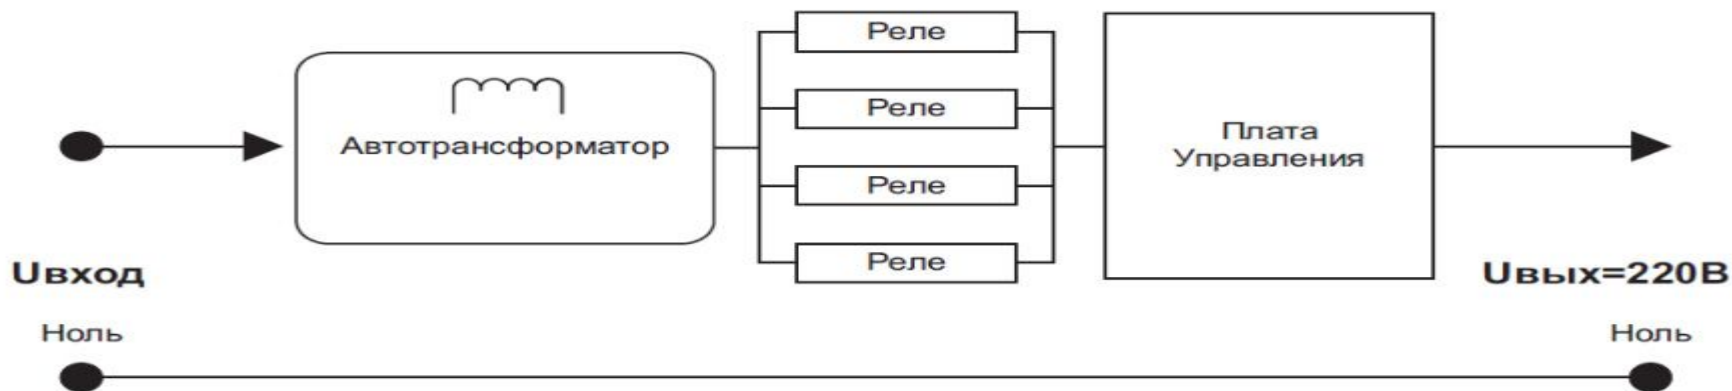 Реле
Реле
Автотрансформатор
Плата
Управления
Реле
Реле
Uвход
Uвых=220В
Ноль
Ноль